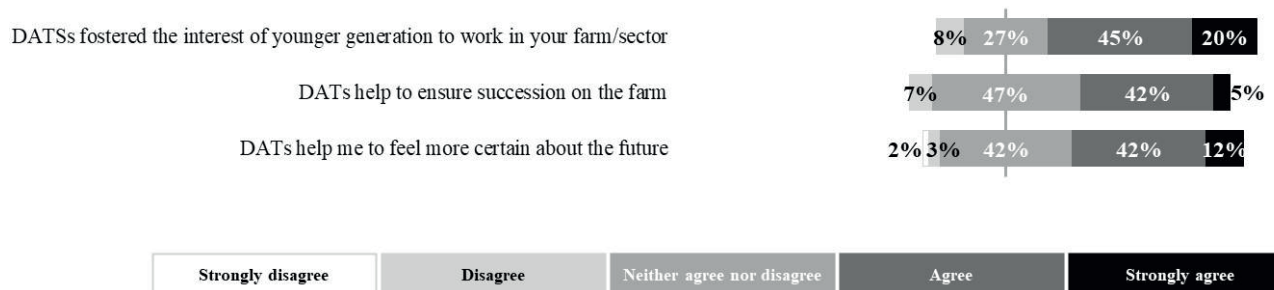 DATSs fostered the interest of younger generation to work in your farm/sector 8% 27% 45% 20%
DATs help to ensure succession on the farm 7% 47% 42% 5%
DATs help me to feel more certain about the future 2% 3% 42% 42% 12%
Strongly disagree Disagree Neither agree nor disagree Agree Strongly agree